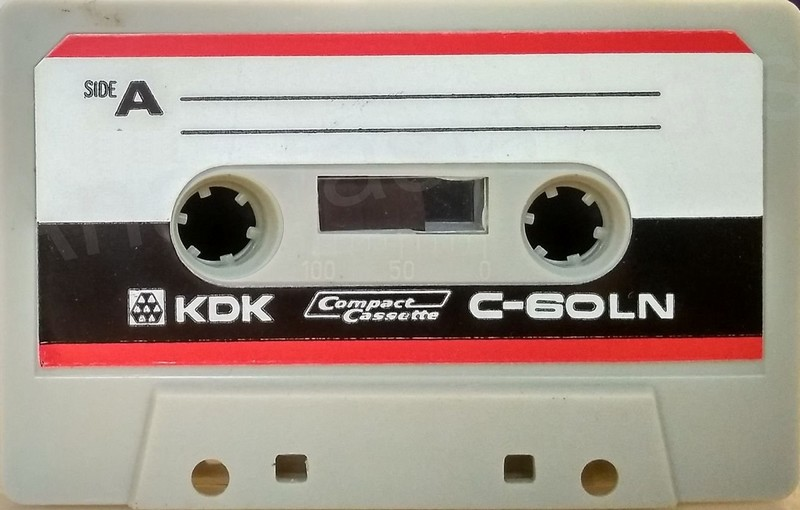 SIDE A
100 50 0
KDK Compact Cassette C-60LN